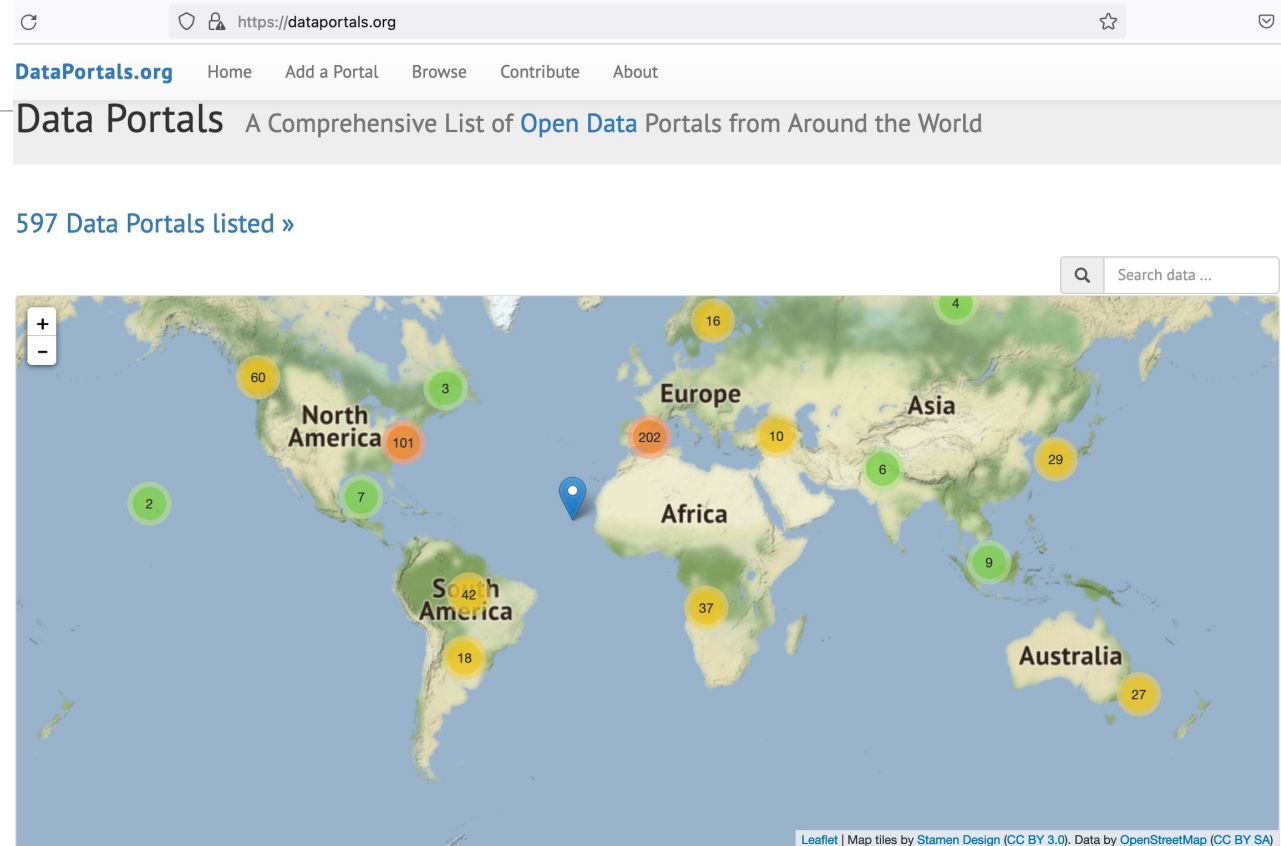 https://dataportals.org
DataPortals.org Home Add a Portal Browse Contribute About
Data Portals A Comprehensive List of Open Data Portals from Around the World
597 Data Portals listed »
Search data ...
+
−
4
16
60
3
Europe
North
America
Asia
101
202
10
29
6
2
7
Africa
9
South
America
42
37
18
Australia
27
Leaflet | Map tiles by Stamen Design (CC BY 3.0). Data by OpenStreetMap (CC BY SA)